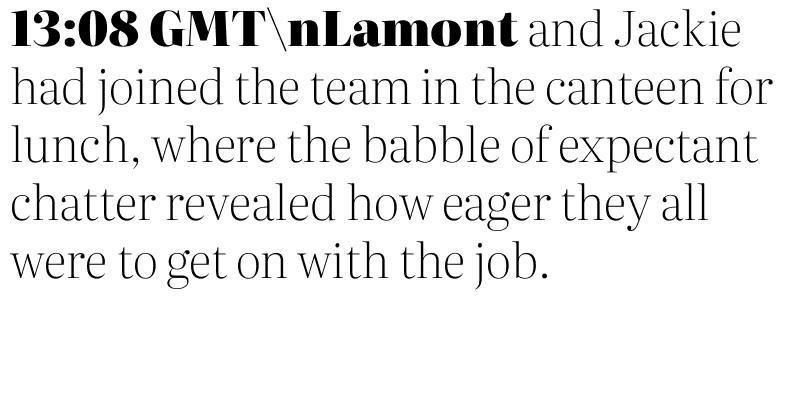 13:08 GMT\nLamont and Jackie
had joined the team in the canteen for
lunch, where the babble of expectant
chatter revealed how eager they all
were to get on with the job.